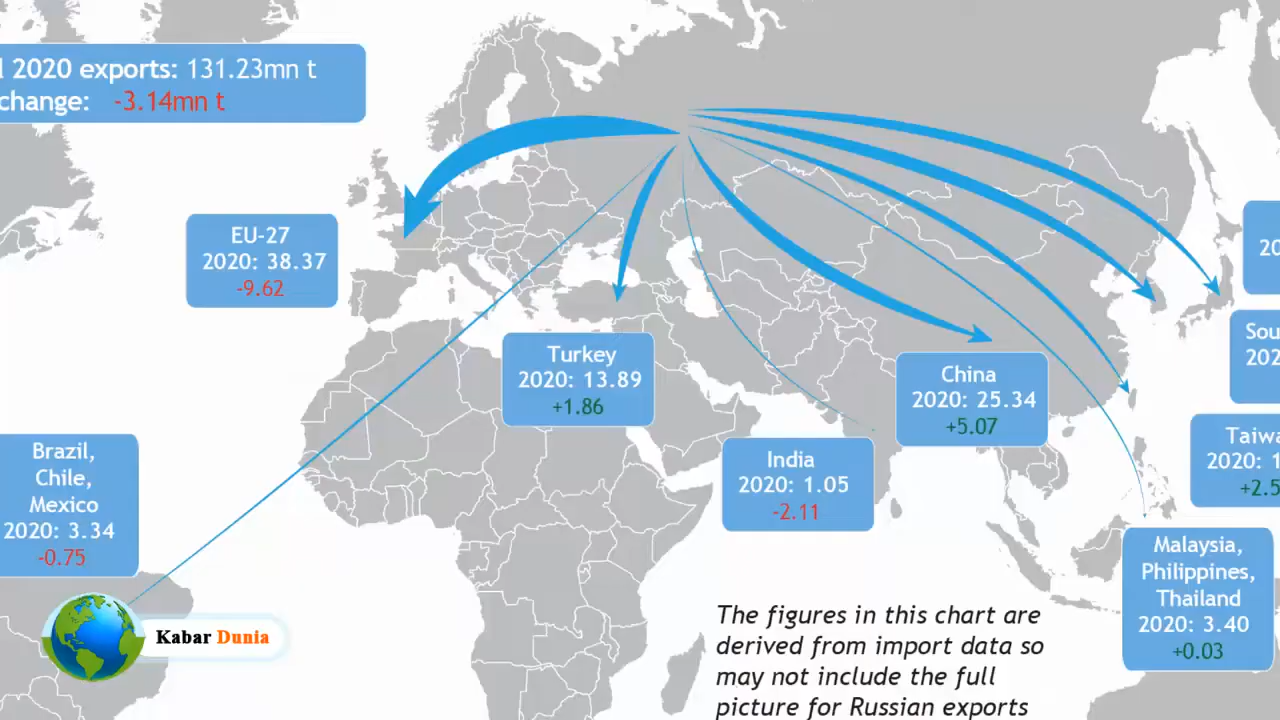 2020 exports: 131.23mn t
change: -3.14mn t
EU-27
2020: 38.37
-9.62
Turkey
2020: 13.89
+1.86
China
2020: 25.34
+5.07
India
2020: 1.05
-2.11
Brazil,
Chile,
Mexico
2020: 3.34
-0.75
Malaysia,
Philippines,
Thailand
2020: 3.40
+0.03
Kabar Dunia
The figures in this chart are
derived from import data so
may not include the full
picture for Russian exports